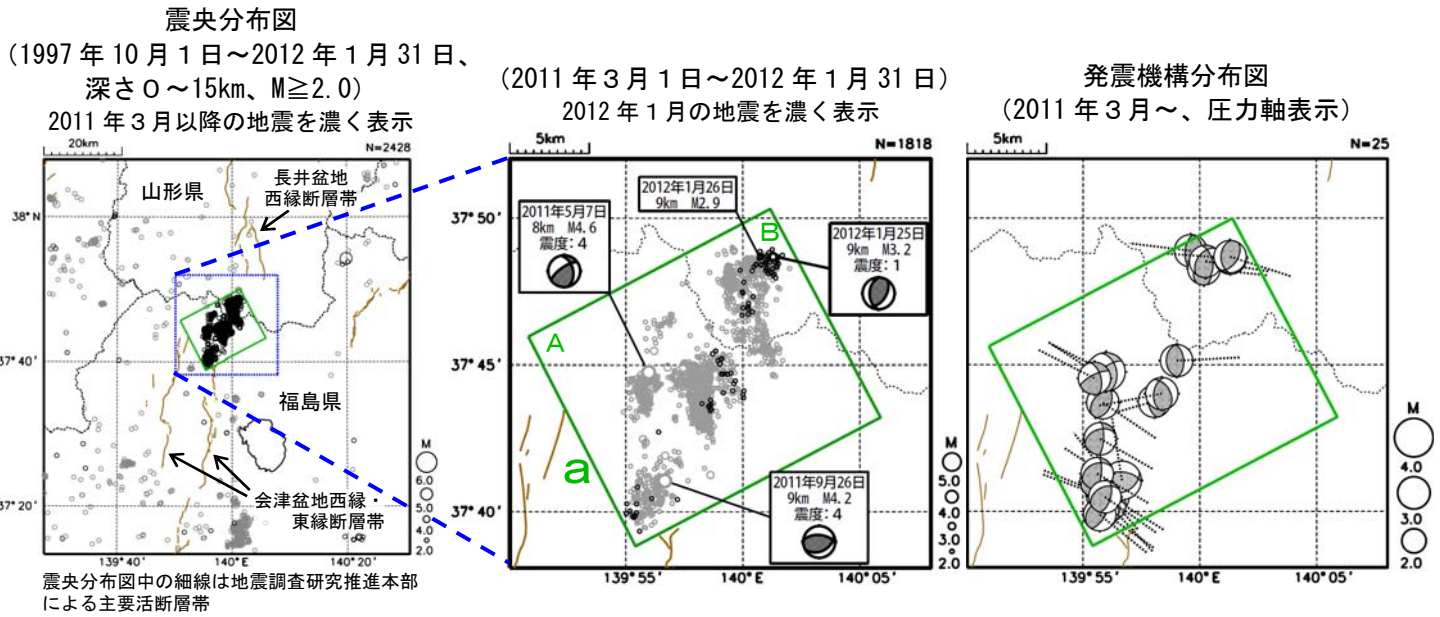 震央分布図
(1997年10月1日～2012年1月31日、
深さ０～15km、M≧2.0)
2011年３月以降の地震を濃く表示
20km
N=2428
山形県
長井盆地
西縁断層帯
38°N
37°40'
福島県
会津盆地西縁・
東縁断層帯
37°20'
139°40'
140°0'
140°20'
M
6.0
5.0
4.0
2.0
震央分布図中の細線は地震調査研究推進本部
による主要活断層帯
(2011年３月１日～2012年１月31日)
2012年１月の地震を濃く表示
5km
N=1818
37°50'
2011年5月7日
8km M4.6
震度：4
2012年1月26日
9km M2.9
B
2012年1月25日
9km M3.2
震度：1
A
37°45'
a
2011年9月26日
9km M4.2
震度：4
37°40'
139°55'
140°0'
140°05'
M
5.0
4.0
3.0
2.0
発震機構分布図
(2011年３月～、圧力軸表示)
5km
N=25
139°55'
140°0'
140°05'
M
4.0
3.0
2.0